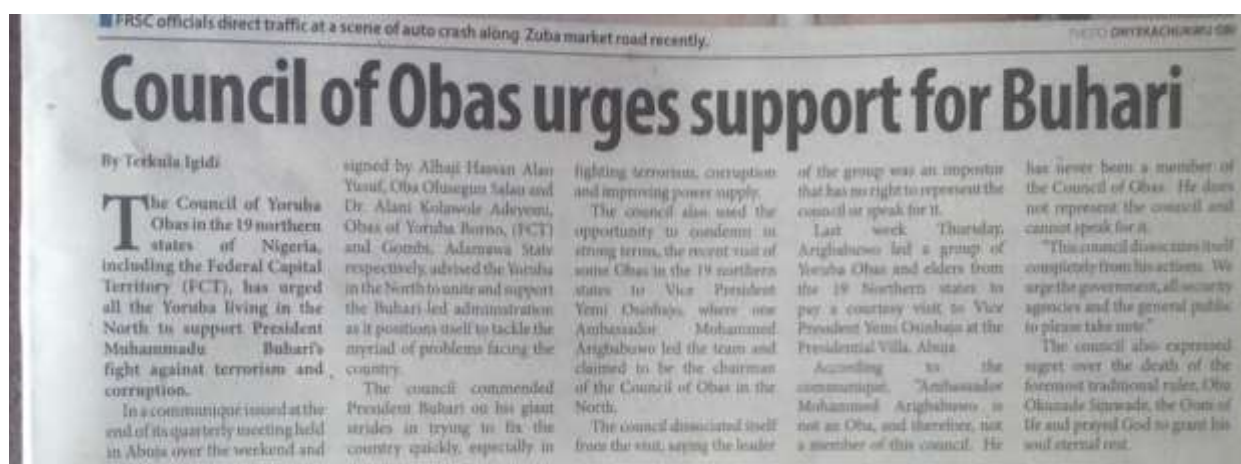 FRSC officials direct traffic at a scene of auto crash along Zuba market road recently.
PHOTO ONYEKACHUKWU OBI
Council of Obas urges support for Buhari
By Terkula Igidi
The Council of Yoruba
Obas in the 19 northern
states of Nigeria,
including the Federal Capital
Territory (FCT), has urged
all the Yoruba living in the
North to support President
Muhammadu Buhari's
fight against terrorism and
corruption.
In a communique issued at the
end of its quarterly meeting held
in Abuja over the weekend and
signed by Alhaji Hassan Alao
Yusuf, Oba Olusegun Salau and
Dr. Alani Kolawole Adeyemi,
Obas of Yoruba Borno, (FCT)
and Gombi, Adamawa State
respectively, advised the Yoruba
in the North to unite and support
the Buhari led administration
as it positions itself to tackle the
myriad of problems facing the
country.
The council commended
President Buhari on his giant
strides in trying to fix the
country quickly, especially in
fighting terrorism, corruption
and improving power supply.
The council also used the
opportunity to condemn in
strong terms, the recent visit of
some Obas in the 19 northern
states to Vice President
Yemi Osinbajo, where one
Ambassador Mohammed
Arigbabuwo led the team and
claimed to be the chairman
of the Council of Obas in the
North.
The council dissociated itself
from the visit, saying the leader
of the group was an impostor
that has no right to represent the
council or speak for it.
Last week Thursday,
Arigbabuwo led a group of
Yoruba Obas and elders from
the 19 Northern states to
pay a courtesy visit to Vice
President Yemi Osinbajo at the
Presidential Villa, Abuja.
According to the
communique, "Ambassador
Mohammed Arigbabuwo is
not an Oba, and therefore, not
a member of this council. He
has never been a member of
the Council of Obas. He does
not represent the council and
cannot speak for it.
"This council dissociates itself
completely from his actions. We
urge the government, all security
agencies and the general public
to please take note."
The council also expressed
regret over the death of the
foremost traditional ruler, Oba
Okunade Sijuwade, the Ooni of
Ife and prayed God to grant his
soul eternal rest.